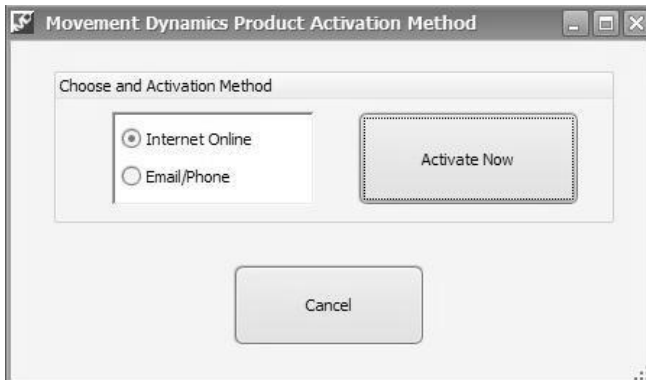 Movement Dynamics Product Activation Method
Choose and Activation Method
Internet Online
Activate Now
Email/Phone
Cancel